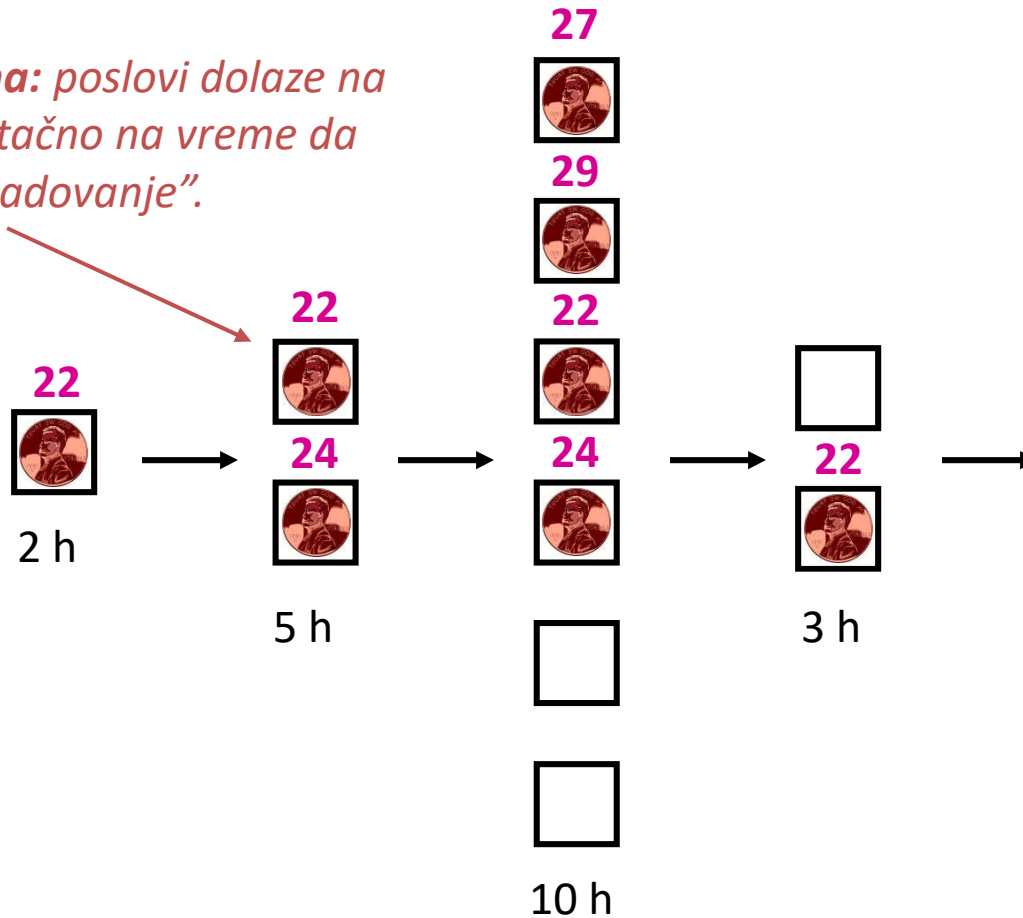 27
na: poslovi dolaze na
tačno na vreme da
adovanje”.
29
22
22
22
24
24
22
2 h
5 h
3 h
10 h